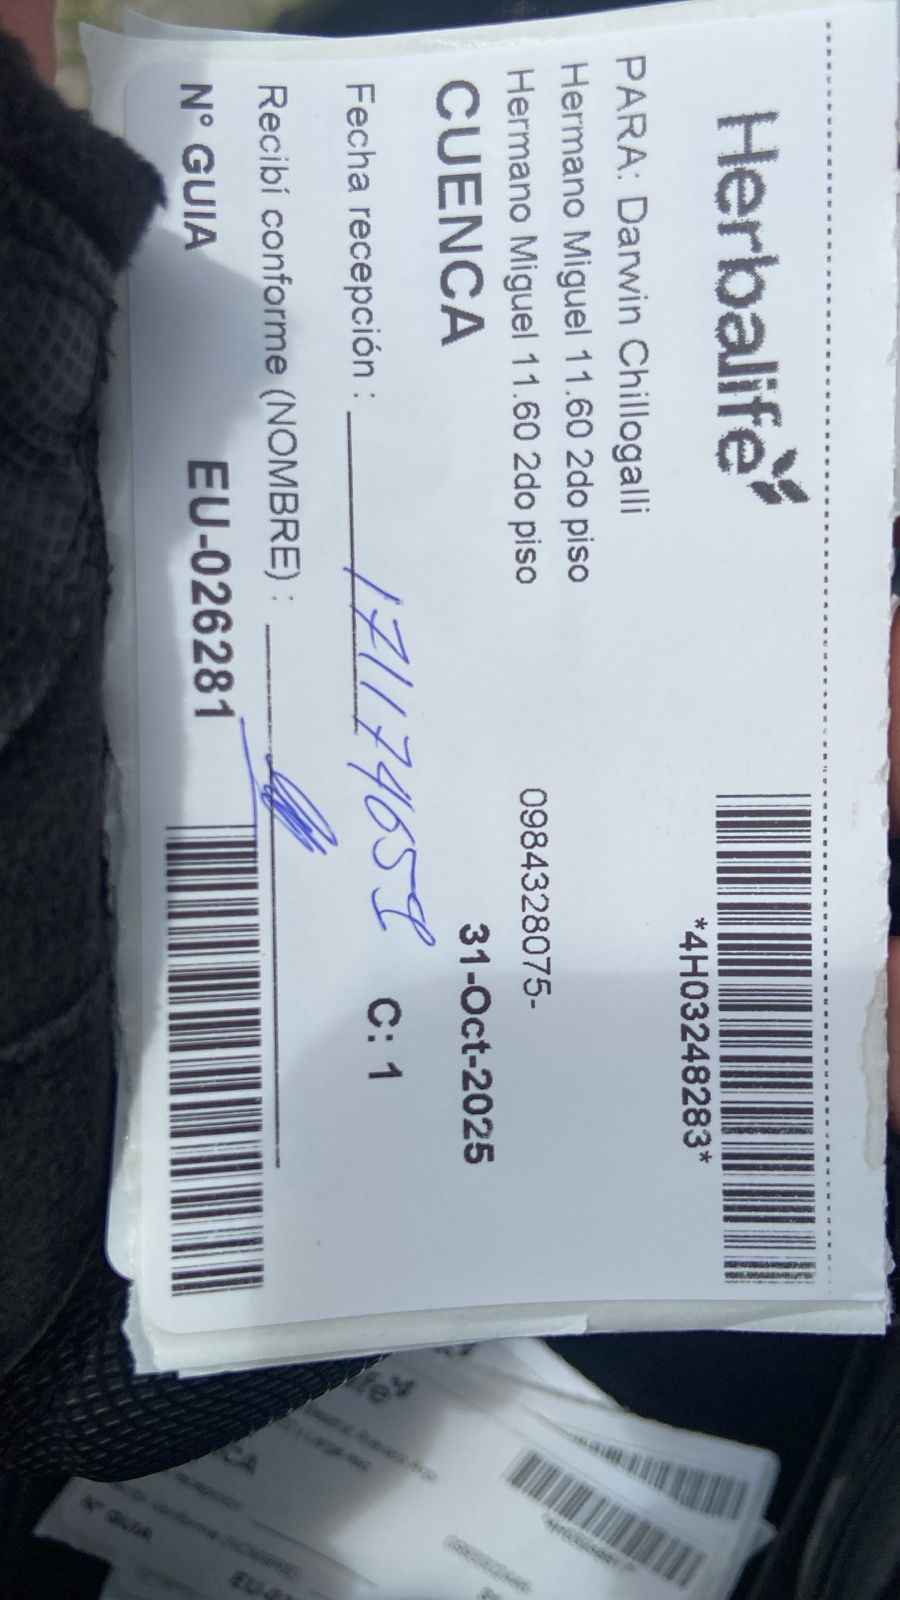 Herbalife
*4H03248283*
PARA: Darwin Chillogalli
Hermano Miguel 11.60 2do piso
Hermano Miguel 11.60 2do piso
0984328075-
CUENCA
31-Oct-2025
Fecha recepción :
C: 1
Recibí conforme (NOMBRE) :
N° GUIA
EU-026281
N° GUIA